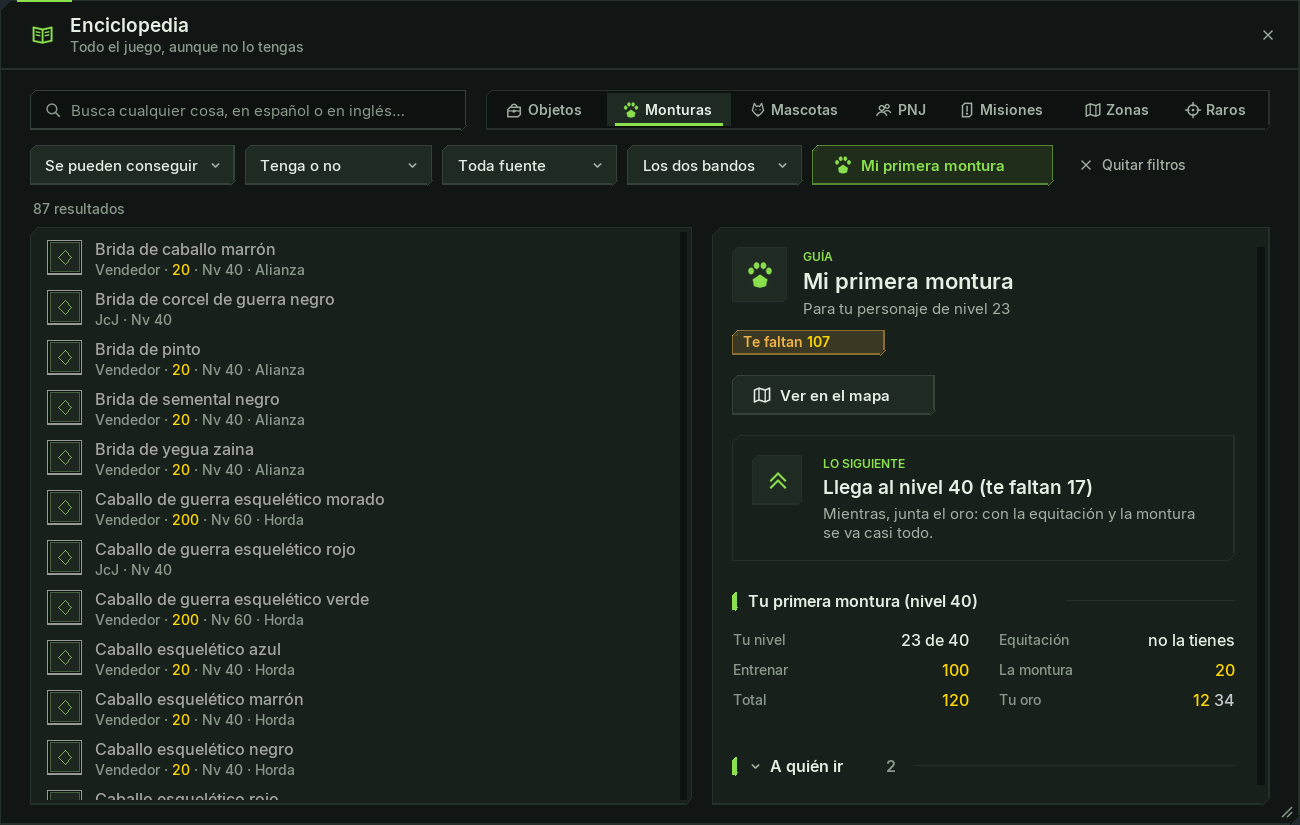 Enciclopedia
Todo el juego, aunque no lo tengas
Busca cualquier cosa, en español o en inglés...
Objetos
Monturas
Mascotas
PNJ
Misiones
Zonas
Raros
Se pueden conseguir
Tenga o no
Toda fuente
Los dos bandos
Mi primera montura
Quitar filtros
87 resultados
Brida de caballo marrón
Vendedor · 20 · Nv 40 · Alianza
Brida de corcel de guerra negro
JcJ · Nv 40
Brida de pinto
Vendedor · 20 · Nv 40 · Alianza
Brida de semental negro
Vendedor · 20 · Nv 40 · Alianza
Brida de yegua zaina
Vendedor · 20 · Nv 40 · Alianza
Caballo de guerra esquelético morado
Vendedor · 200 · Nv 60 · Horda
Caballo de guerra esquelético rojo
JcJ · Nv 40
Caballo de guerra esquelético verde
Vendedor · 200 · Nv 60 · Horda
Caballo esquelético azul
Vendedor · 20 · Nv 40 · Horda
Caballo esquelético marrón
Vendedor · 20 · Nv 40 · Horda
Caballo esquelético negro
Vendedor · 20 · Nv 40 · Horda
Caballo esquelético rojo
GUÍA
Mi primera montura
Para tu personaje de nivel 23
Te faltan 107
Ver en el mapa
LO SIGUIENTE
Llega al nivel 40 (te faltan 17)
Mientras, junta el oro: con la equitación y la montura
se va casi todo.
Tu primera montura (nivel 40)
Tu nivel 23 de 40 Equitación no la tienes
Entrenar 100 La montura 20
Total 120 Tu oro 12 34
A quién ir 2